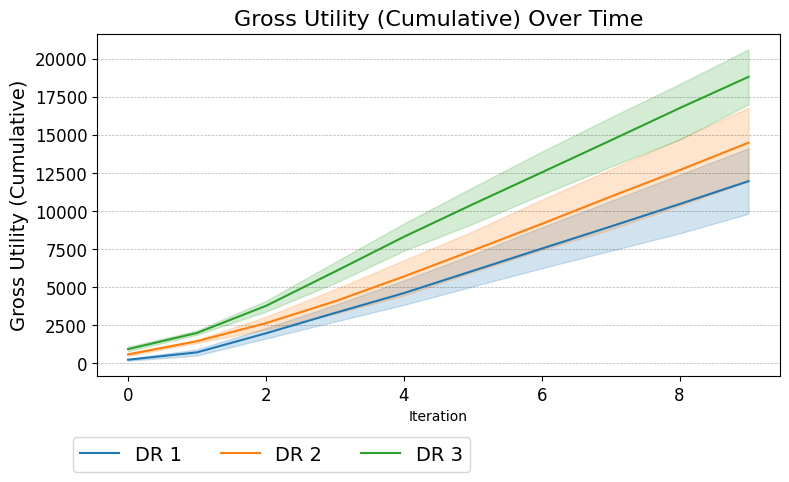 Gross Utility (Cumulative) Over Time
Gross Utility (Cumulative)
20000
17500
15000
12500
10000
7500
5000
2500
0
0 2 4 6 8
Iteration
DR 1 DR 2 DR 3